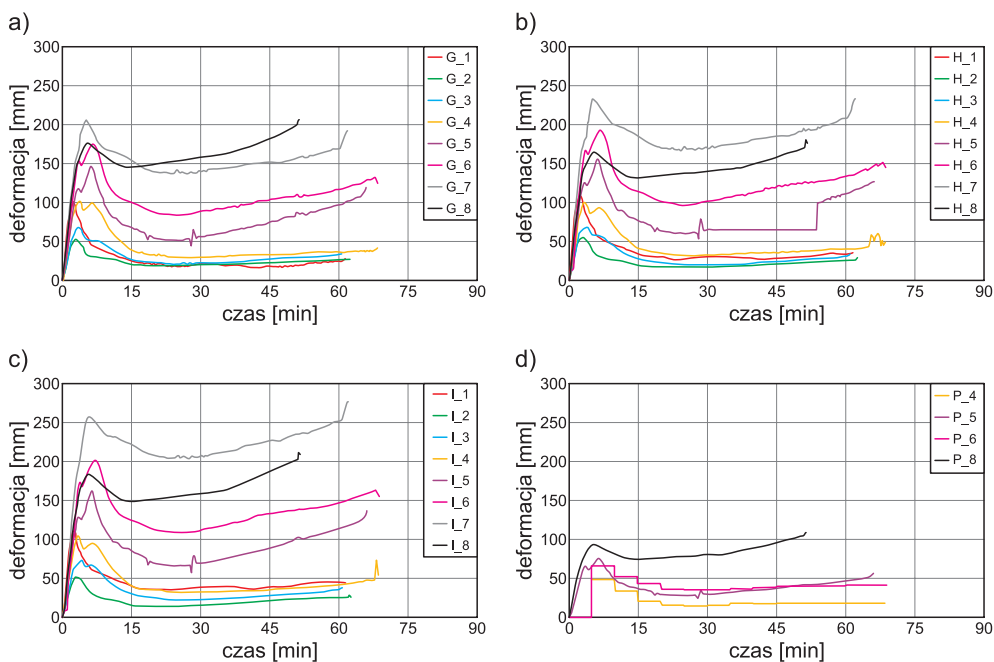 a)
deformacja [mm]
300
250
200
150
100
50
0
0 15 30 45 60 75 90
czas [min]
G_1
G_2
G_3
G_4
G_5
G_6
G_7
G_8
b)
deformacja [mm]
300
250
200
150
100
50
0
0 15 30 45 60 75 90
czas [min]
H_1
H_2
H_3
H_4
H_5
H_6
H_7
H_8
c)
deformacja [mm]
300
250
200
150
100
50
0
0 15 30 45 60 75 90
czas [min]
I_1
I_2
I_3
I_4
I_5
I_6
I_7
I_8
d)
deformacja [mm]
300
250
200
150
100
50
0
0 15 30 45 60 75 90
czas [min]
P_4
P_5
P_6
P_8